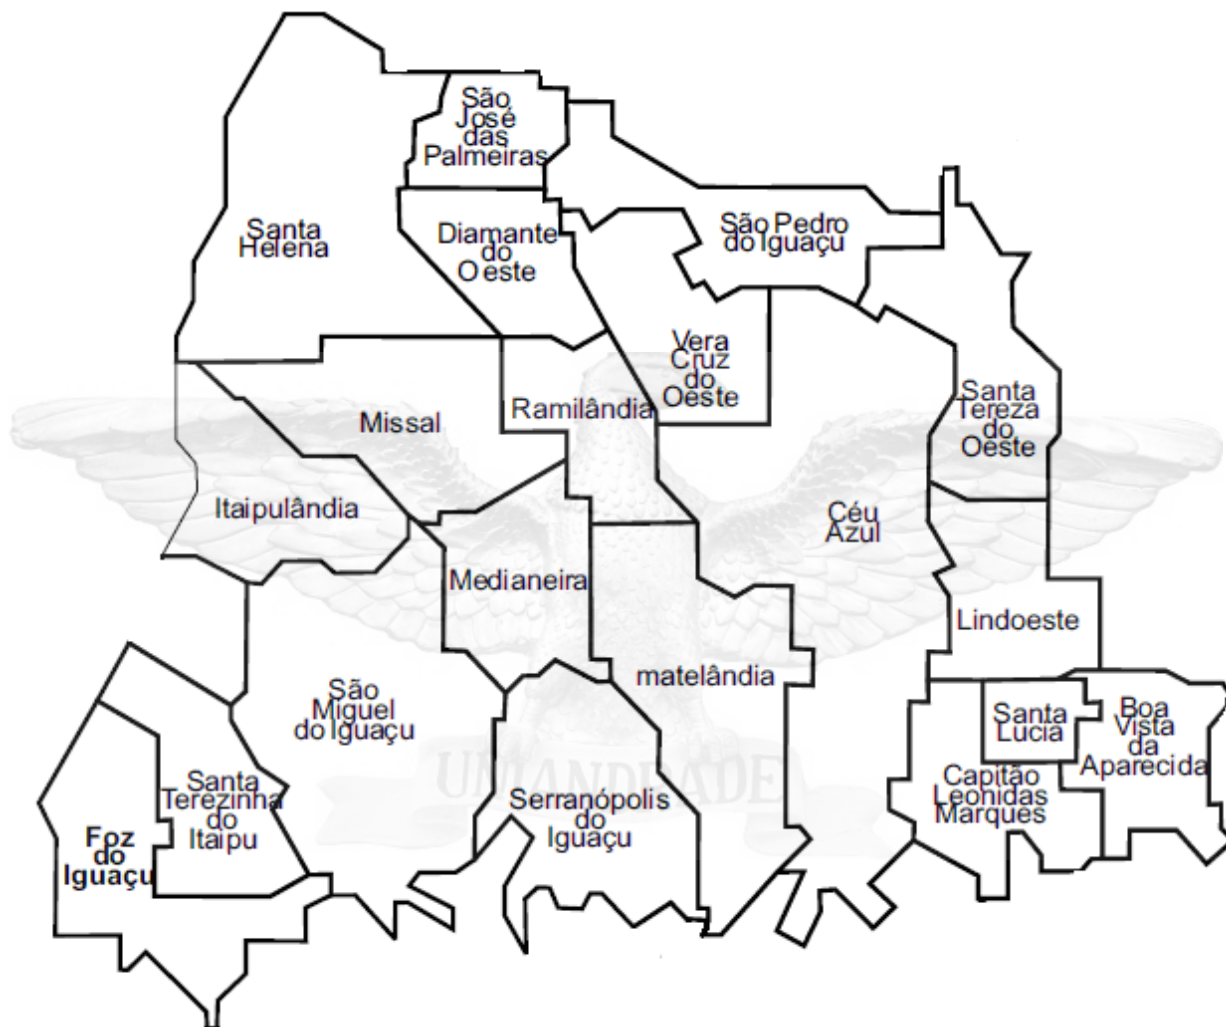 São
José
das
Palmeiras
Santa
Helena
Diamante
do
Oeste
São Pedro
do Iguaçu
Vera
Cruz
do
Oeste
Santa
Tereza
do
Oeste
Missal
Ramilândia
Itaipulândia
Céu
Azul
Medianeira
Lindoeste
matelândia
São
Miguel
do Iguaçu
Santa
Lucia
Boa
Vista
da
Aparecida
Santa
Terezinha
do
Itaipu
Serranópolis
do
Iguaçu
Capitão
Leonidas
Marques
Foz
do
Iguaçu
UNIANDRADE